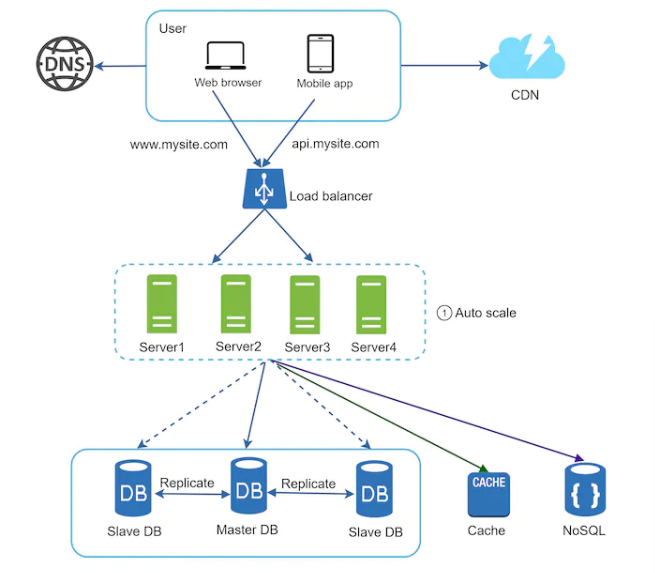 User
DNS
Web browser
Mobile app
CDN
www.mysite.com
api.mysite.com
Load balancer
① Auto scale
Server1
Server2
Server3
Server4
DB
Replicate
DB
Replicate
DB
CACHE
{ }
Slave DB
Master DB
Slave DB
Cache
NoSQL